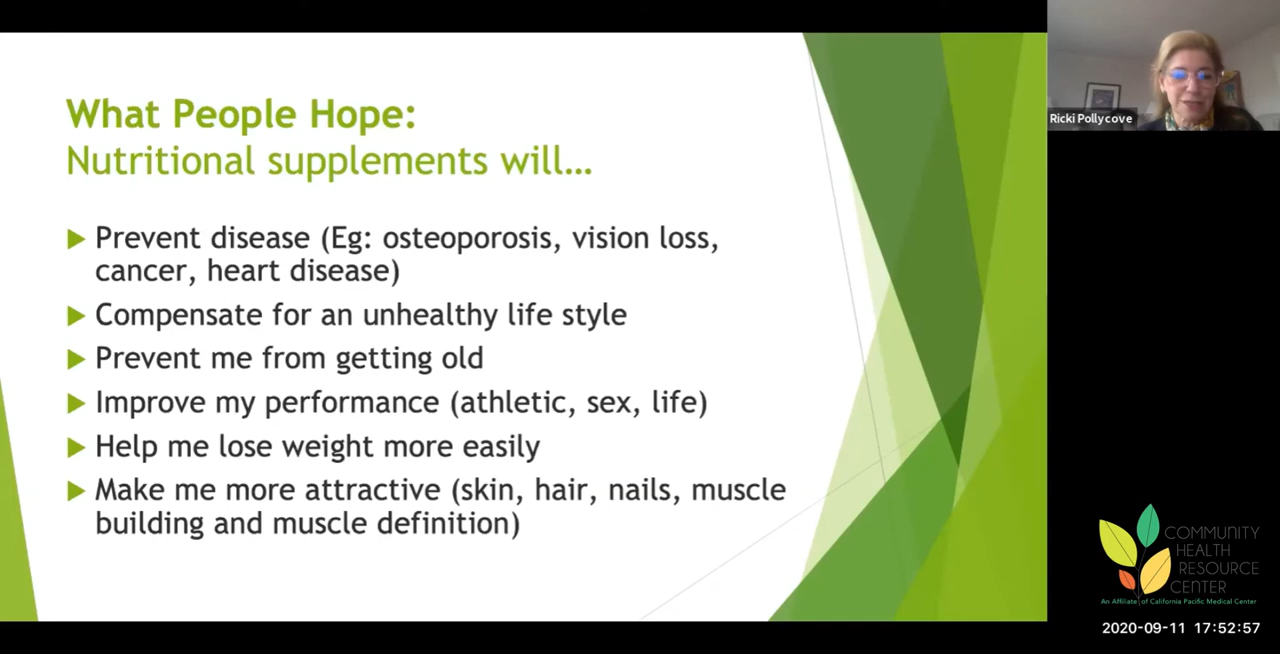 What People Hope:
Nutritional supplements will…
Prevent disease (Eg: osteoporosis, vision loss,
cancer, heart disease)
Compensate for an unhealthy life style
Prevent me from getting old
Improve my performance (athletic, sex, life)
Help me lose weight more easily
Make me more attractive (skin, hair, nails, muscle
building and muscle definition)
Ricki Pollycove
COMMUNITY
HEALTH
RESOURCE
CENTER
An Affiliate of California Pacific Medical Center
2020-09-11 17:52:57